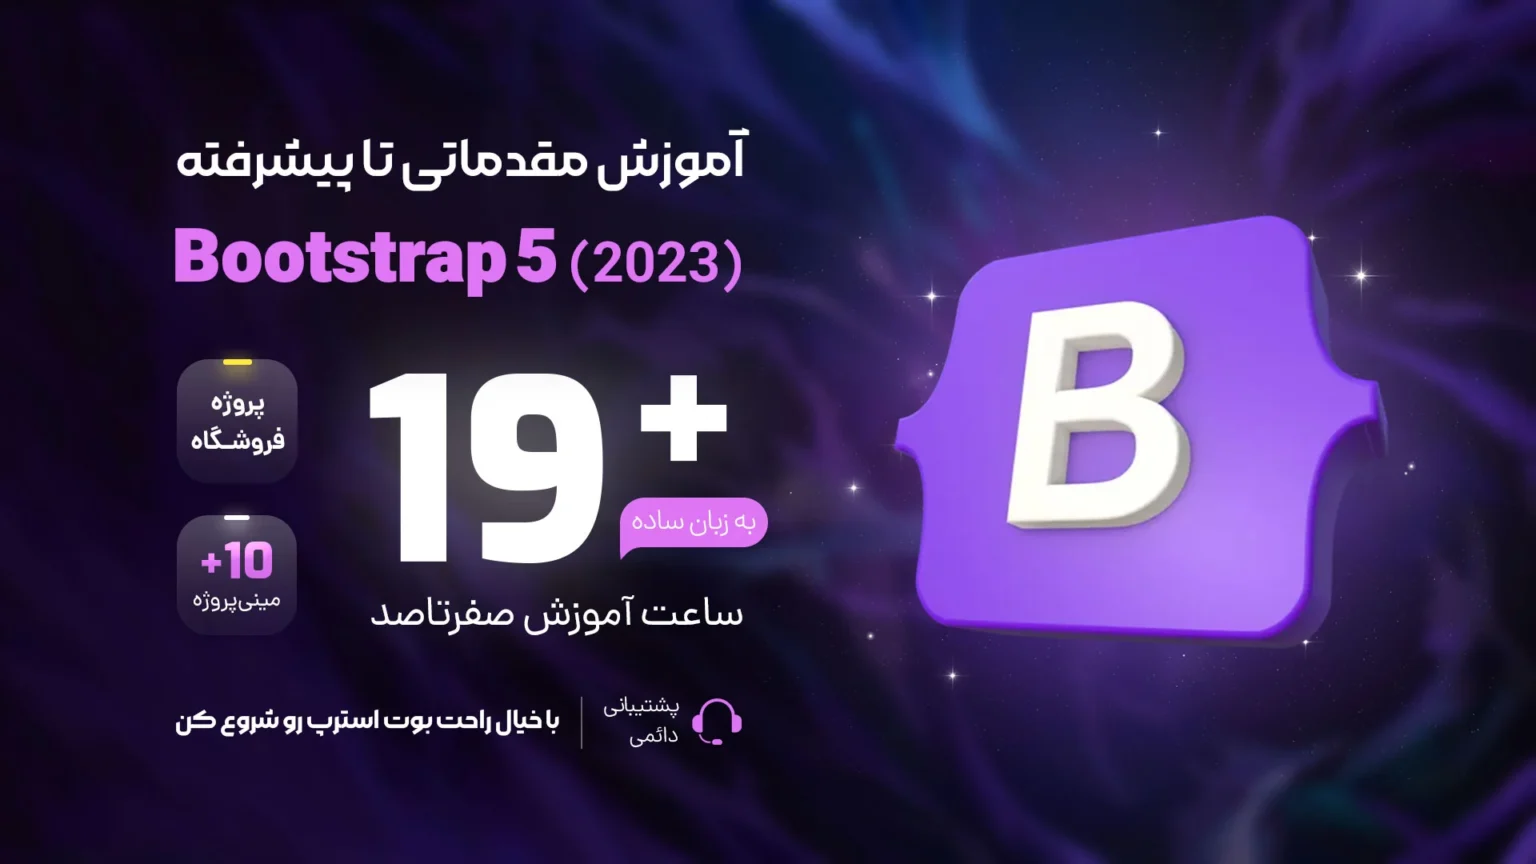 آموزش مقدماتی تا پیشرفته
Bootstrap 5 (2023)
19+
به زبان ساده
ساعت آموزش صفرتاصد
پروژه
فروشگاه
10+
مینی‌پروژه
پشتیبانی
دائمی
با خیال راحت بوت استرپ رو شروع کن
B